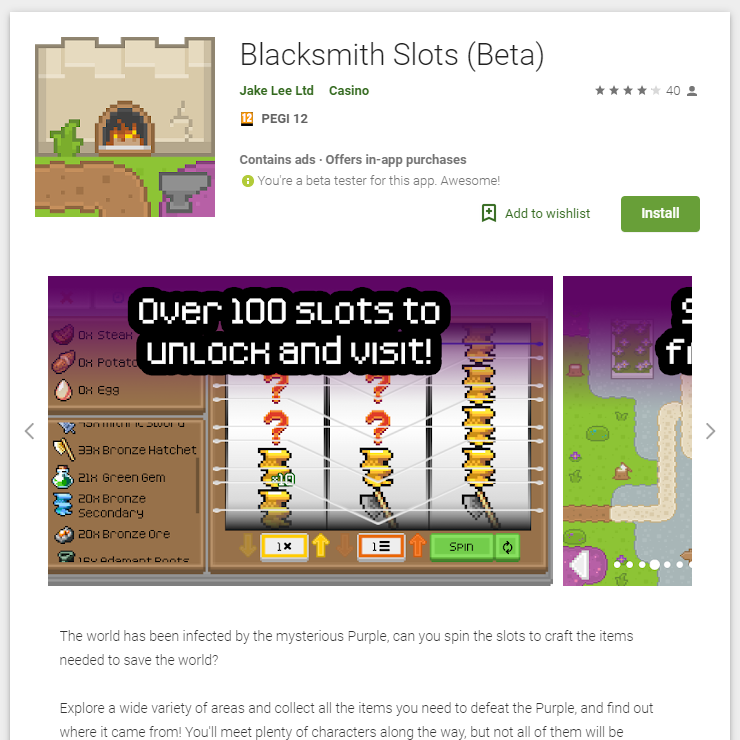 Blacksmith Slots (Beta)
Jake Lee Ltd Casino 40
12 PEGI 12
Contains ads · Offers in-app purchases
You're a beta tester for this app. Awesome!
Add to wishlist Install
Over 100 slots to
unlock and visit!
0x Steak
0x Potato
0x Egg
33x Bronze Hatchet
21x Green Gem
20x Bronze
Secondary
20x Bronze Ore
x10
1x 1 SPIN
The world has been infected by the mysterious Purple, can you spin the slots to craft the items
needed to save the world?
Explore a wide variety of areas and collect all the items you need to defeat the Purple, and find out
where it came from! You'll meet plenty of characters along the way, but not all of them will be